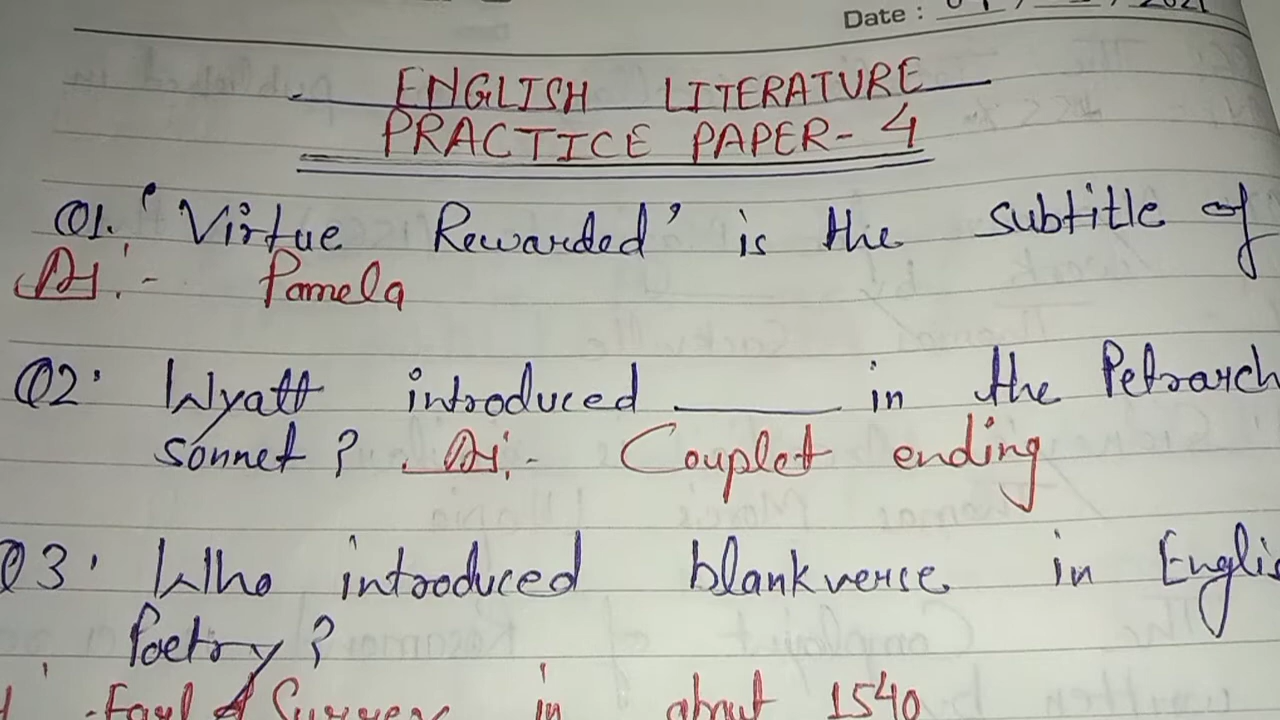 Date : 2021
ENGLISH LITERATURE
PRACTICE PAPER- 4
Q1. 'Virtue Rewarded' is the subtitle of
:- Pamela
Q2. Wyatt introduced ______ in the Petrarch
sonnet ? :- Couplet ending
Q3. Who introduced blankverse in Englis
Poetry ?
:- Earl of Surrey in about 1540